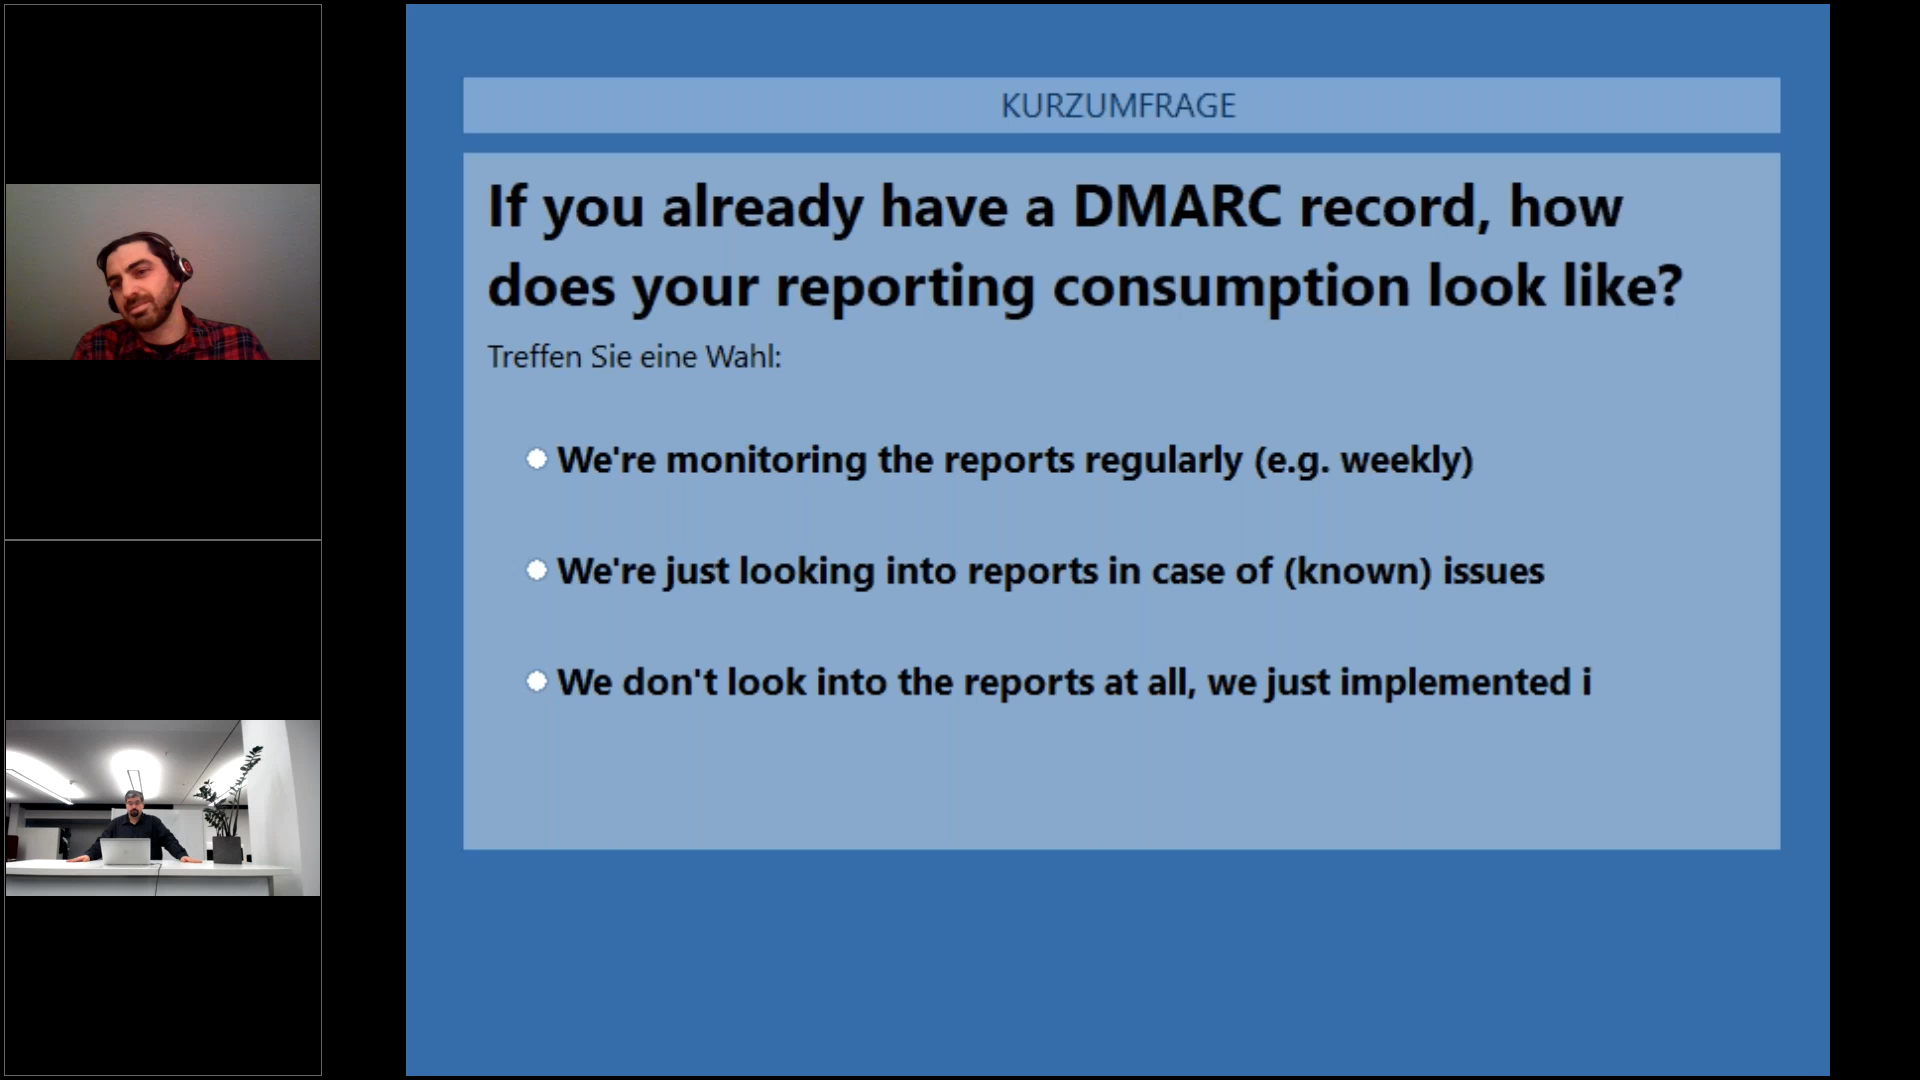 KURZUMFRAGE
If you already have a DMARC record, how
does your reporting consumption look like?
Treffen Sie eine Wahl:
We're monitoring the reports regularly (e.g. weekly)
We're just looking into reports in case of (known) issues
We don't look into the reports at all, we just implemented i